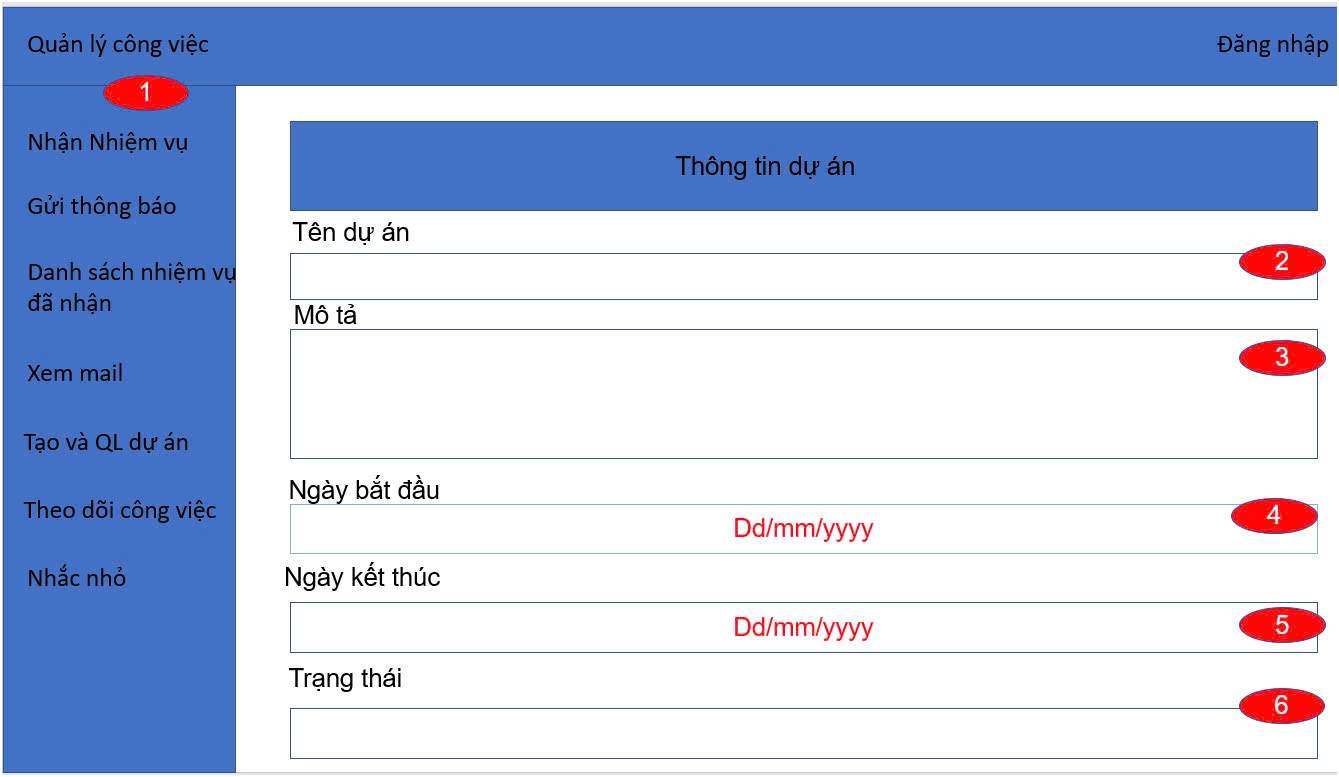 Quản lý công việc
Đăng nhập
1
Nhận Nhiệm vụ
Gửi thông báo
Danh sách nhiệm vụ
đã nhận
Xem mail
Tạo và QL dự án
Theo dõi công việc
Nhắc nhỏ
Thông tin dự án
Tên dự án
2
Mô tả
3
Ngày bắt đầu
Dd/mm/yyyy
4
Ngày kết thúc
Dd/mm/yyyy
5
Trạng thái
6